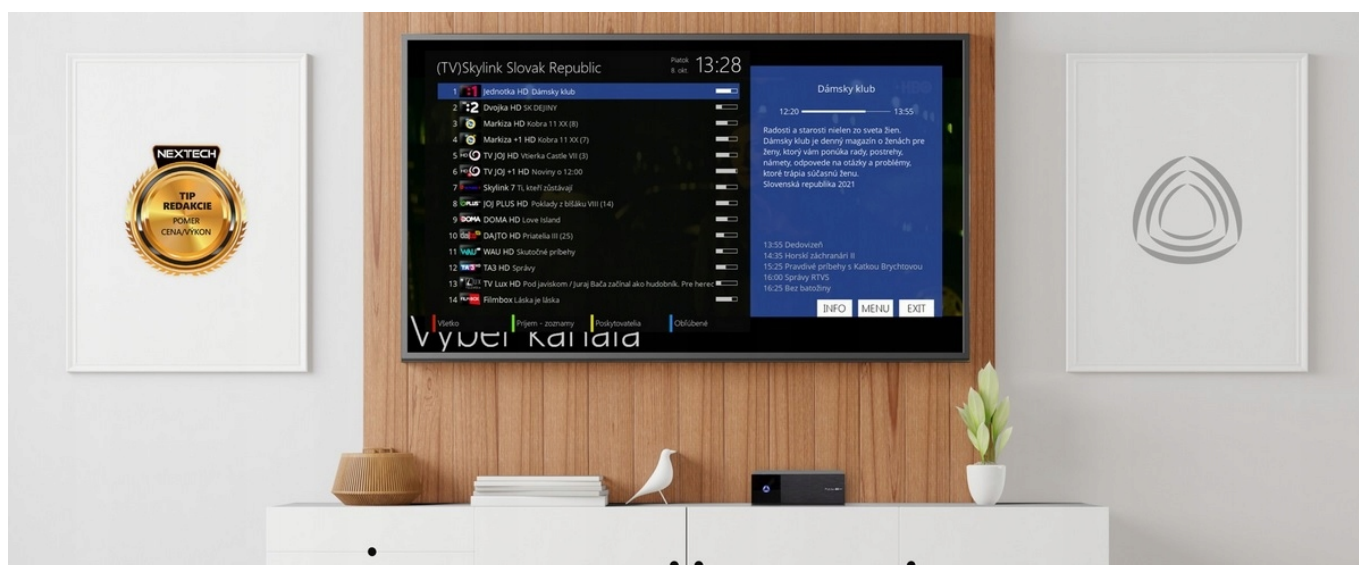 NEXTECH
TIP
REDAKCIE
POMER
CENA/VÝKON
(TV)Skylink Slovak Republic
Piatok
8. okt
13:28
1 Jednotka HD Dámsky klub
2 Dvojka HD SK DEJINY
3 Markiza HD Kobra 11 XX (8)
4 Markiza +1 HD Kobra 11 XX (7)
5 TV JOJ HD Vtierka Castle VII (3)
6 TV JOJ +1 HD Noviny o 12:00
7 Skylink 7 Ti, kteří zůstávají
8 JOJ PLUS HD Poklady z bľšáku VIII (14)
9 DOMA HD Love Island
10 DAJTO HD Priatelia III (25)
11 WAU HD Skutočné príbehy
12 TA3 HD Správy
13 TV Lux HD Pod javiskom / Juraj Bača začínal ako hudobník. Pre herec
14 Filmbox Láska je láska
Všetko
Príjem - zoznamy
Poskytovatelia
Obľúbené
Výber kanála
Dámsky klub
12:20
13:55
Radosti a starosti nielen zo sveta žien.
Dámsky klub je denný magazín o ženách pre
ženy, ktorý vám ponúka rady, postrehy,
námety, odpovede na otázky a problémy,
ktoré trápia súčasnú ženu.
Slovenská republika 2021
13:55 Dedovizeň
14:35 Horskí záchranári II
15:25 Pravdivé príbehy s Katkou Brychtovou
16:00 Správy RTVS
16:25 Bez batožiny
INFO
MENU
EXIT